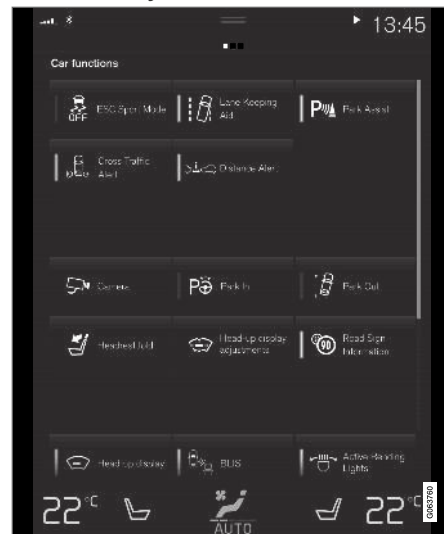 13:45
Car functions
OFF
ESC Sport Mode
Lane Keeping
Aid
P
Park Assist
Cross Traffic
Alert
Distance Alert
Camera
P
Park In
Park Out
Headrest fold
Head-up display
adjustments
90
Road Sign
Information
Head-up display
Active Bending
Lights
22°C
AUTO
22°C
G063760